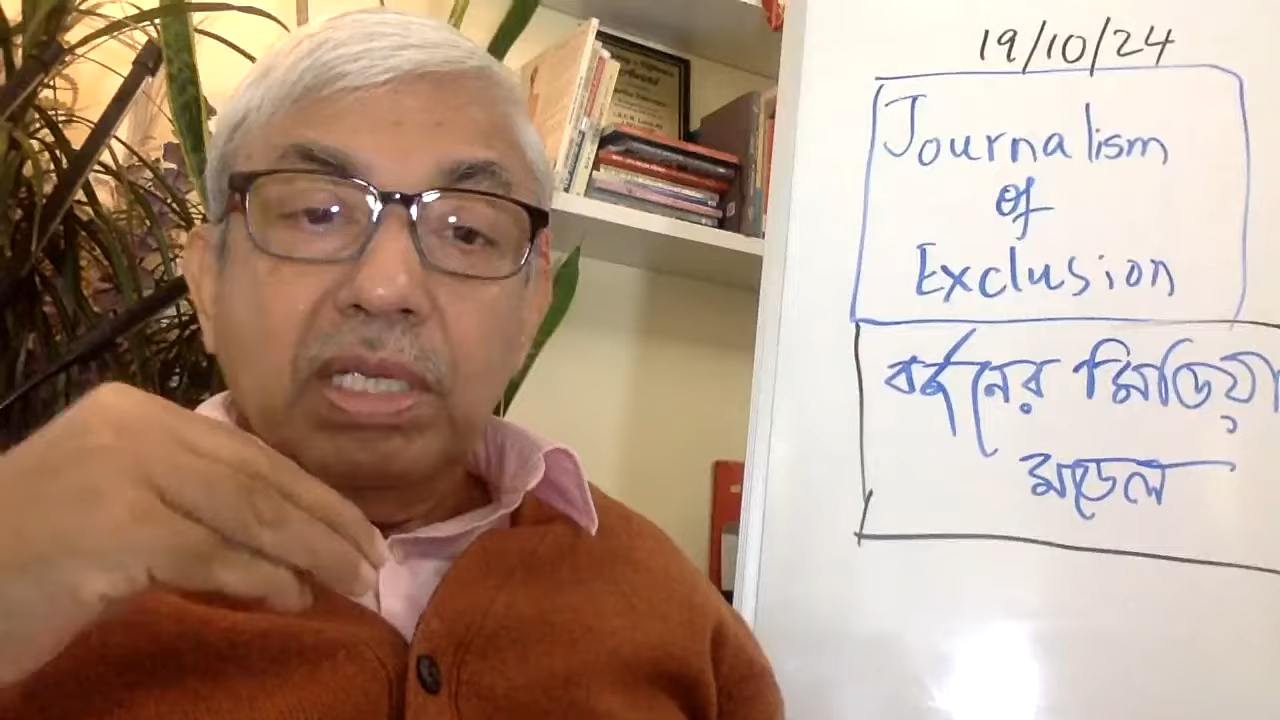 19/10/24
Journalism
of
Exclusion
বর্জনের মিডিয়া
মডেল